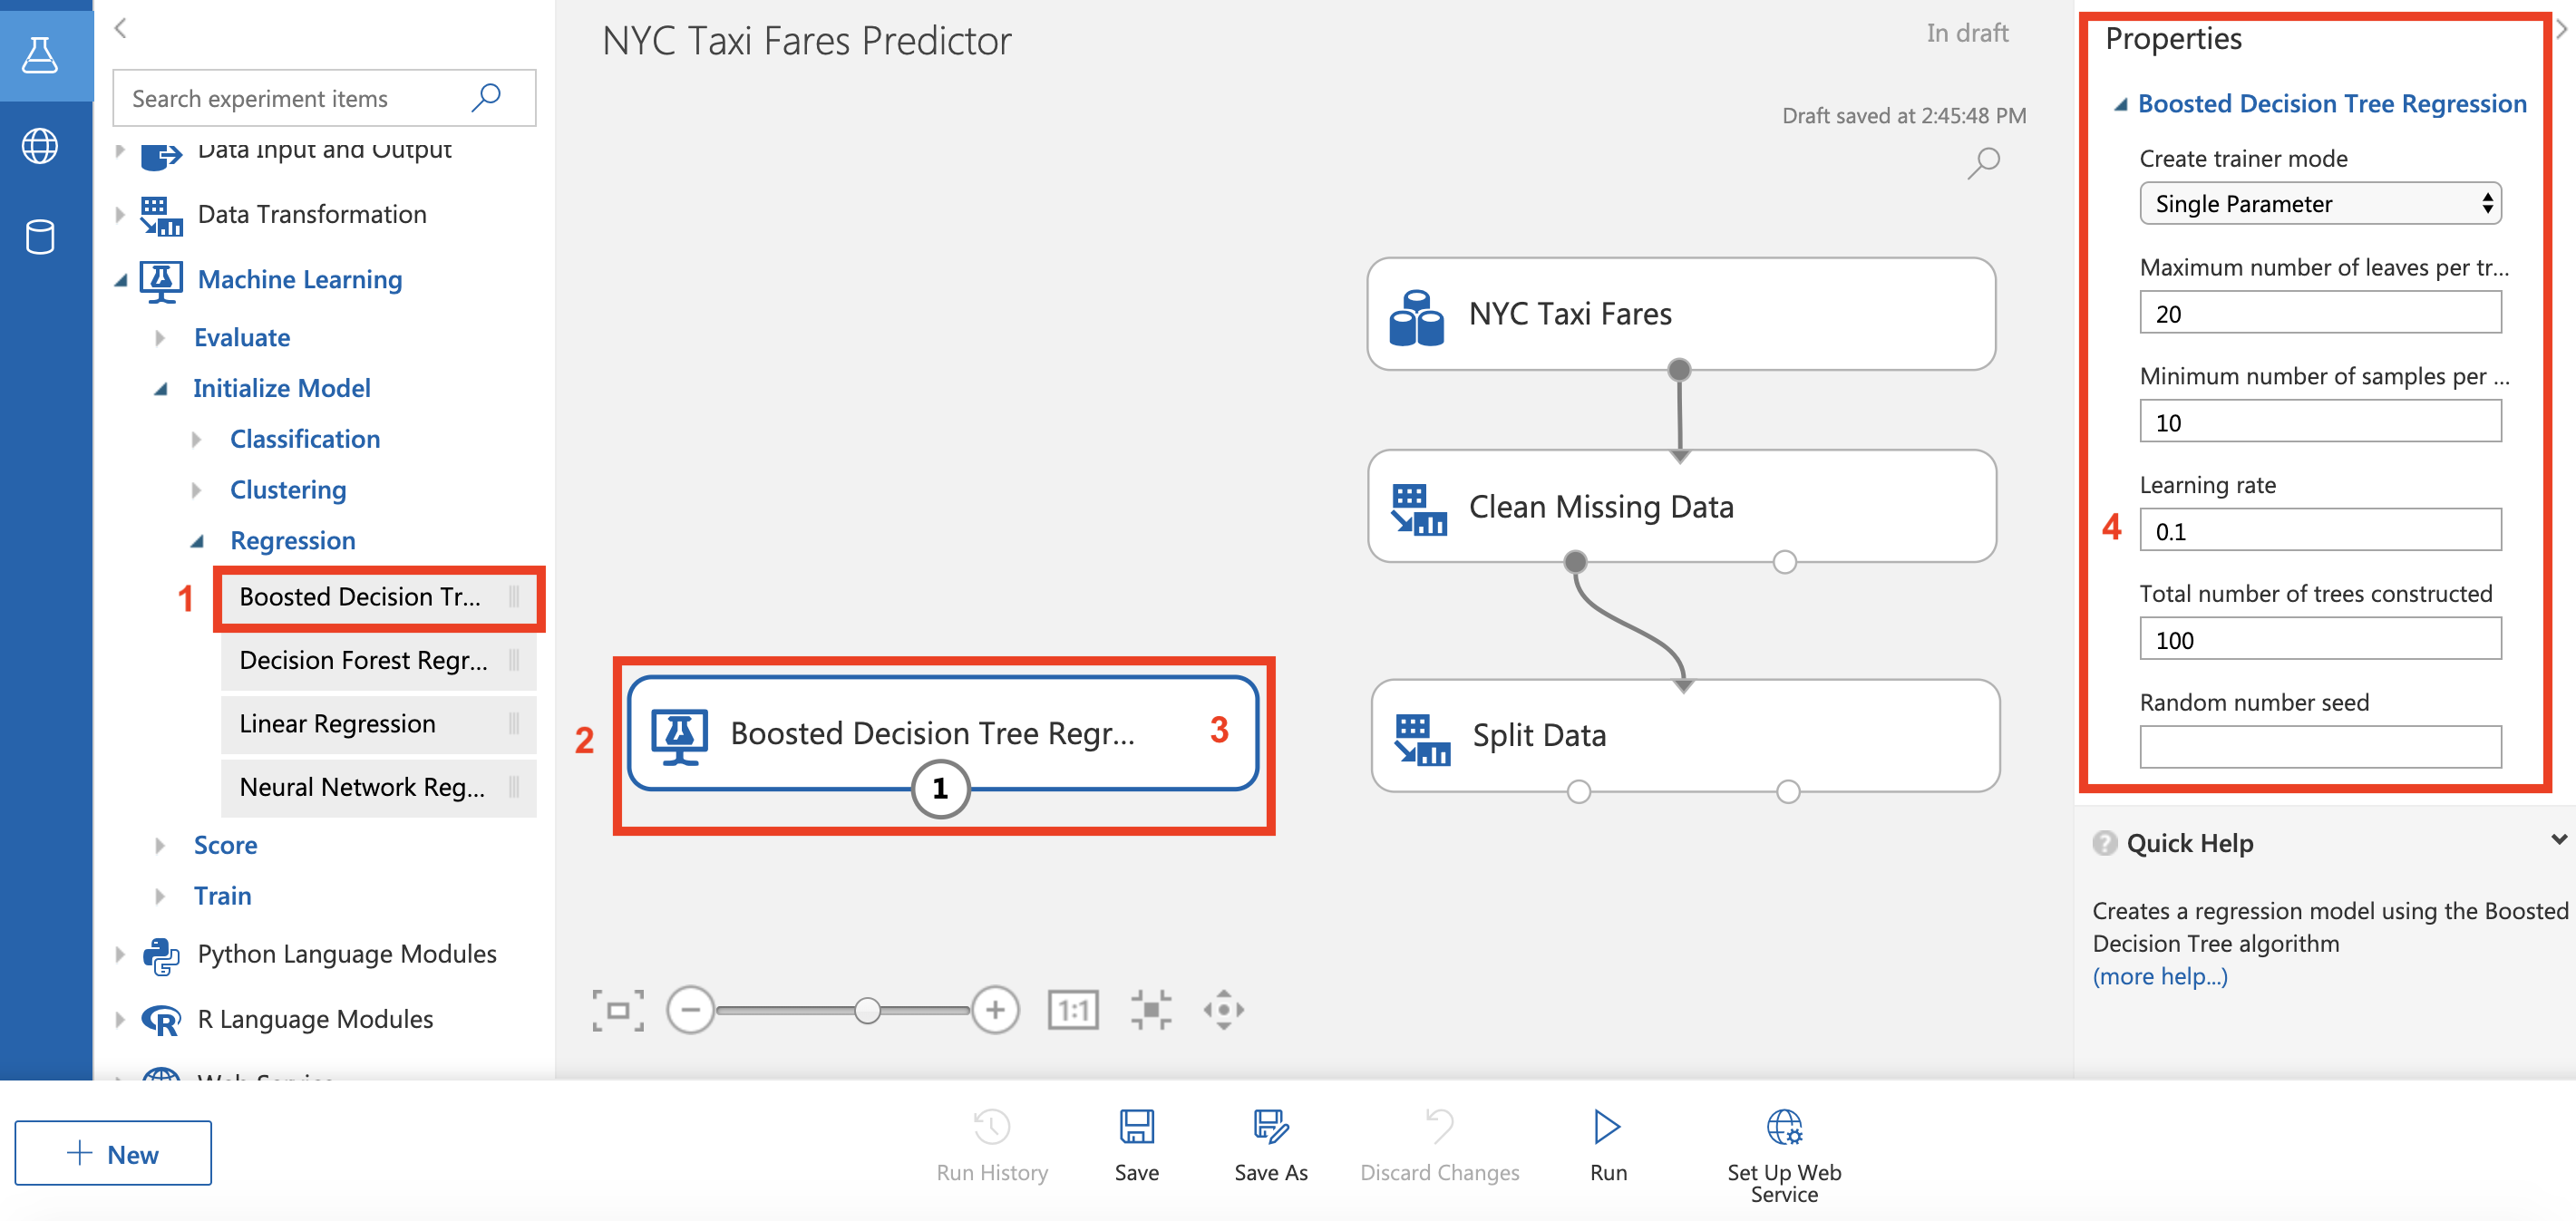 Search experiment items
Data Input and Output
Data Transformation
Machine Learning
Evaluate
Initialize Model
Classification
Clustering
Regression
1
Boosted Decision Tr...
Decision Forest Regr...
Linear Regression
Neural Network Reg...
Score
Train
Python Language Modules
R Language Modules
Web Service
NYC Taxi Fares Predictor
In draft
Draft saved at 2:45:48 PM
NYC Taxi Fares
Clean Missing Data
2
Boosted Decision Tree Regr...
3
1
Split Data
1:1
Properties
Boosted Decision Tree Regression
Create trainer mode
Single Parameter
Maximum number of leaves per tr...
20
Minimum number of samples per ...
10
Learning rate
4
0.1
Total number of trees constructed
100
Random number seed
? Quick Help
Creates a regression model using the Boosted
Decision Tree algorithm
(more help...)
+ New
Run History
Save
Save As
Discard Changes
Run
Set Up Web
Service